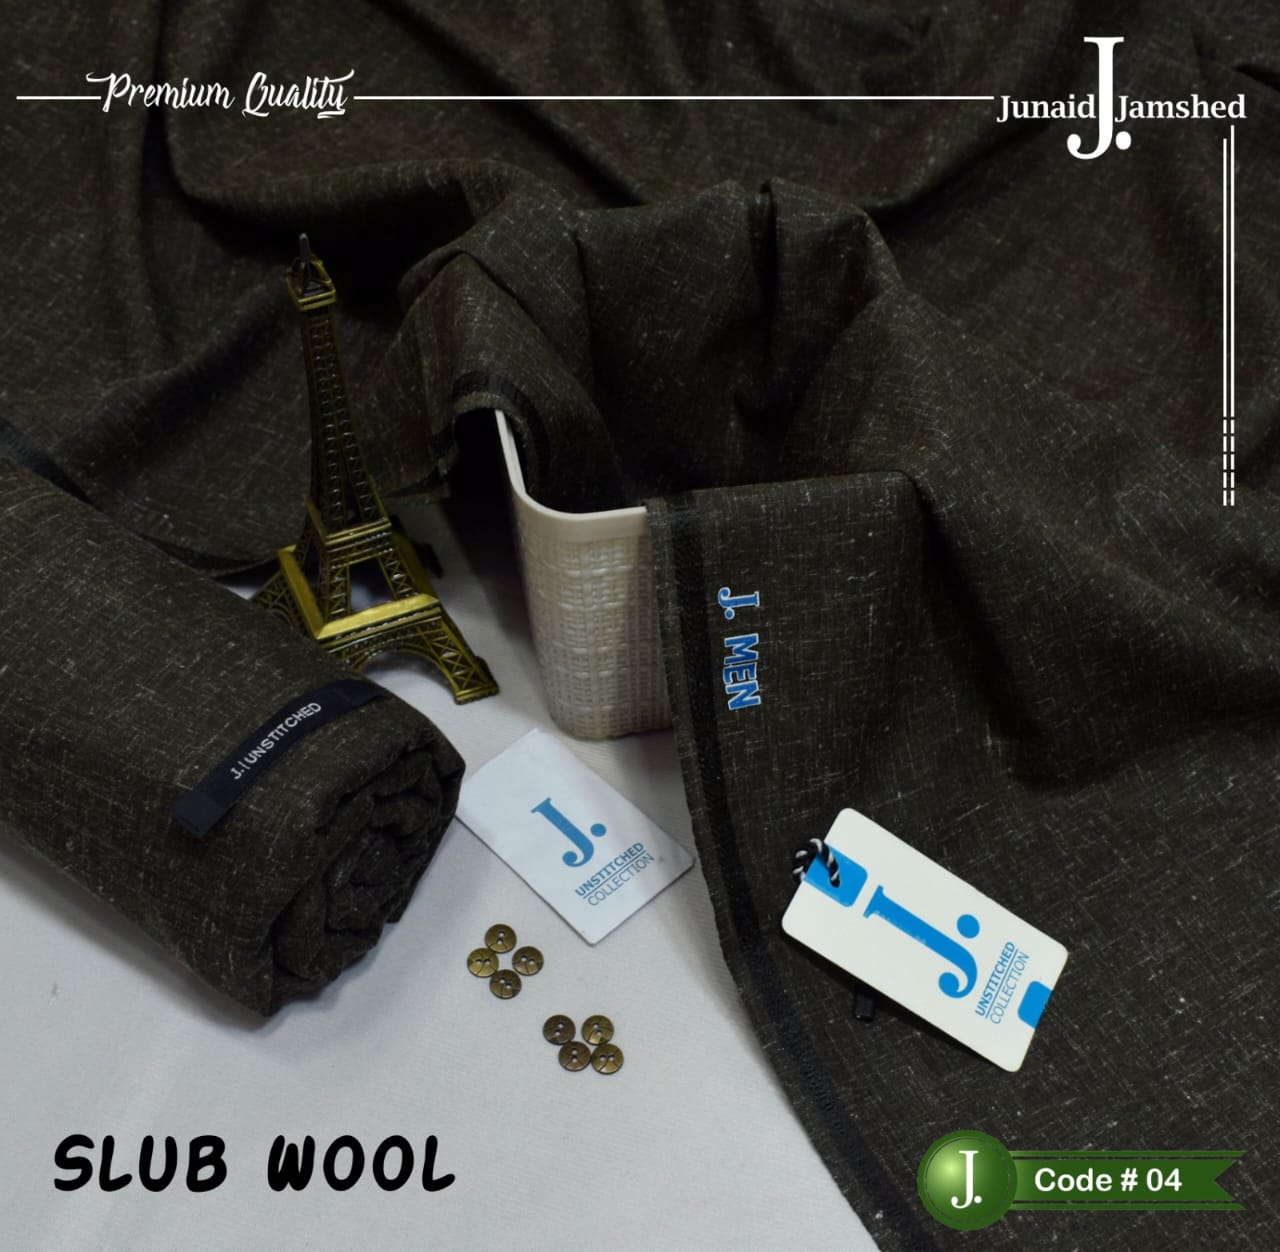 Premium Quality
Junaid J. Jamshed
J. MEN
J. | UNSTITCHED
J.
UNSTITCHED
COLLECTION
J.
UNSTITCHED
COLLECTION
SLUB WOOL
J. Code # 04